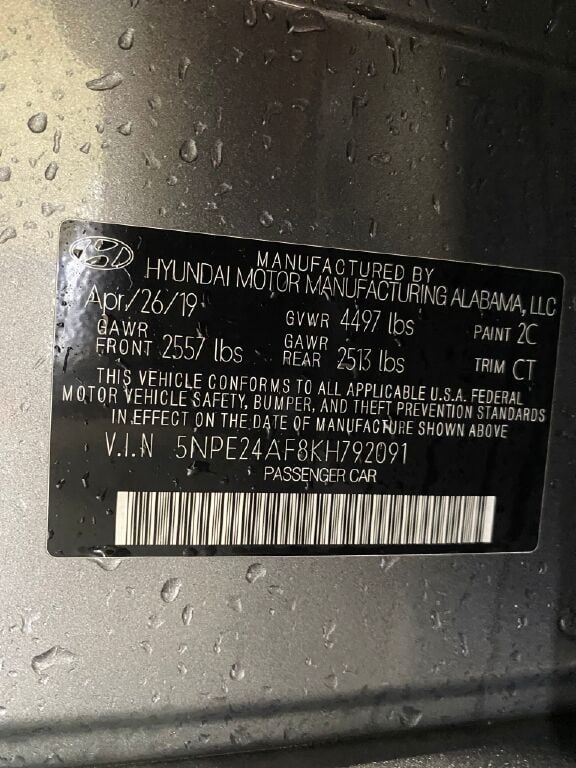 MANUFACTURED BY
HYUNDAI MOTOR MANUFACTURING ALABAMA, LLC
Apr/26/19 GVWR 4497 lbs PAINT 2C
GAWR FRONT 2557 lbs GAWR REAR 2513 lbs TRIM CT
THIS VEHICLE CONFORMS TO ALL APPLICABLE U.S.A. FEDERAL
MOTOR VEHICLE SAFETY, BUMPER, AND THEFT PREVENTION STANDARDS
IN EFFECT ON THE DATE OF MANUFACTURE SHOWN ABOVE
V.I.N 5NPE24AF8KH792091
PASSENGER CAR